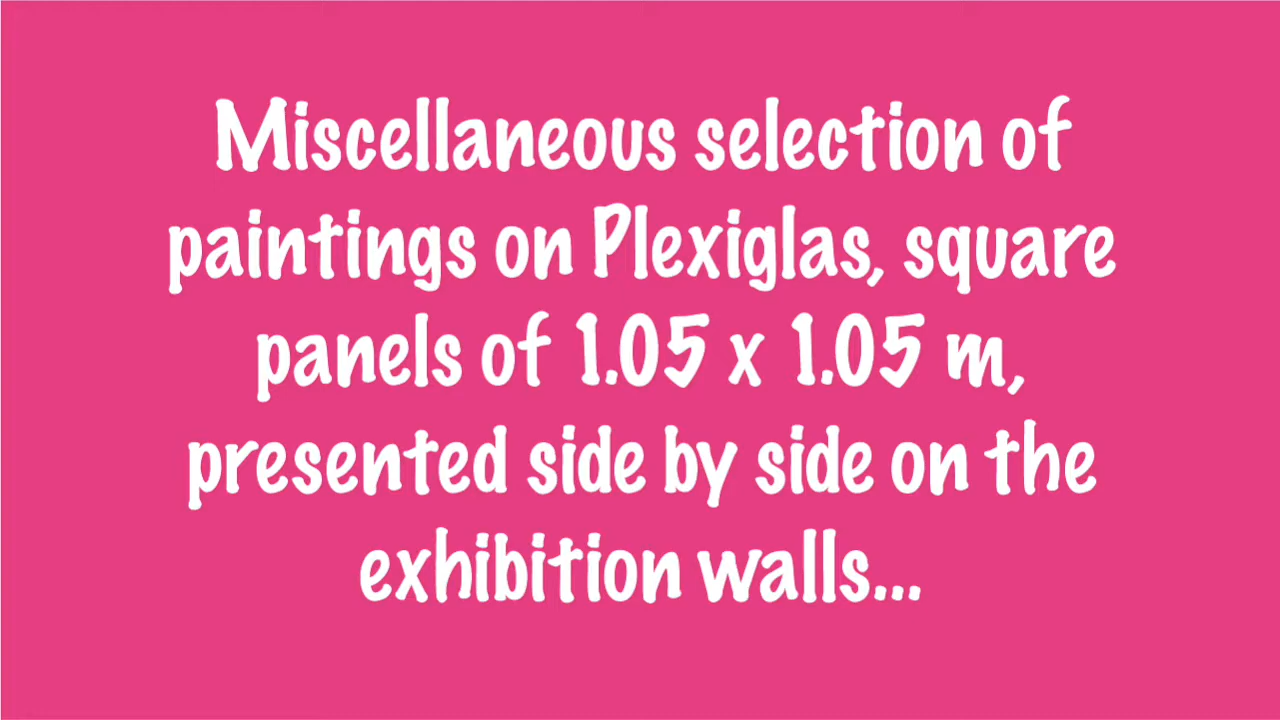 Miscellaneous selection of
paintings on Plexiglas, square
panels of 1.05 x 1.05 m,
presented side by side on the
exhibition walls...